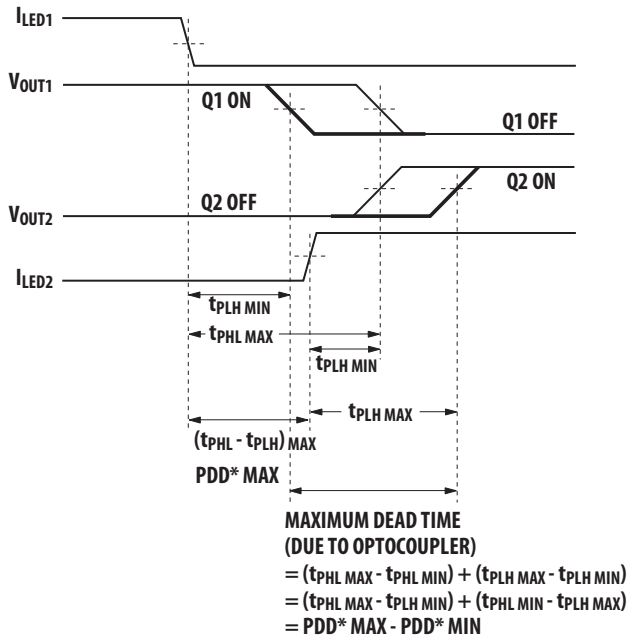 ILED1
VOUT1
Q1 ON
Q1 OFF
Q2 OFF
Q2 ON
VOUT2
ILED2
tPLH MIN
tPHL MAX
tPLH MIN
tPLH MAX
(tPHL - tPLH) MAX
PDD* MAX
MAXIMUM DEAD TIME
(DUE TO OPTOCOUPLER)
= (tPHL MAX - tPHL MIN) + (tPLH MAX - tPLH MIN)
= (tPHL MAX - tPHL MIN) + (tPHL MIN - tPLH MAX)
= PDD* MAX - PDD* MIN